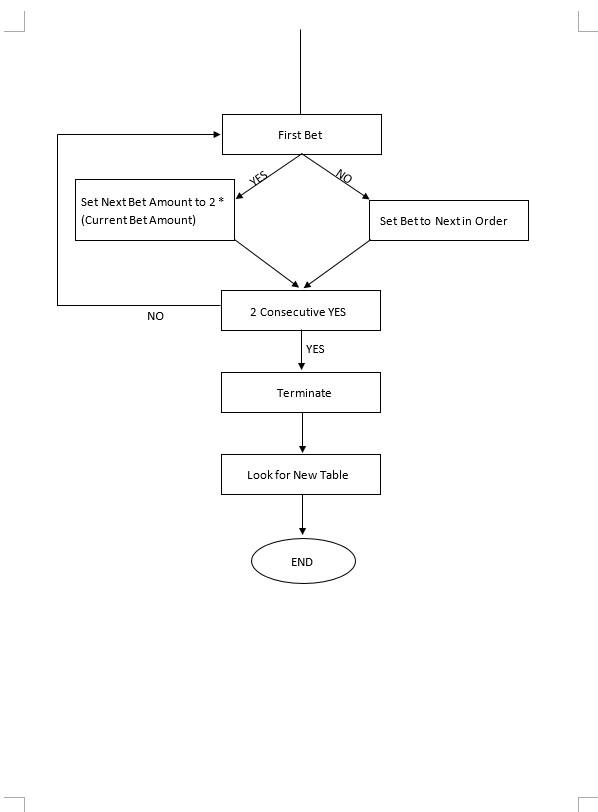 First Bet
YES
NO
Set Next Bet Amount to 2 *
(Current Bet Amount)
Set Bet to Next in Order
2 Consecutive YES
NO
YES
Terminate
Look for New Table
END